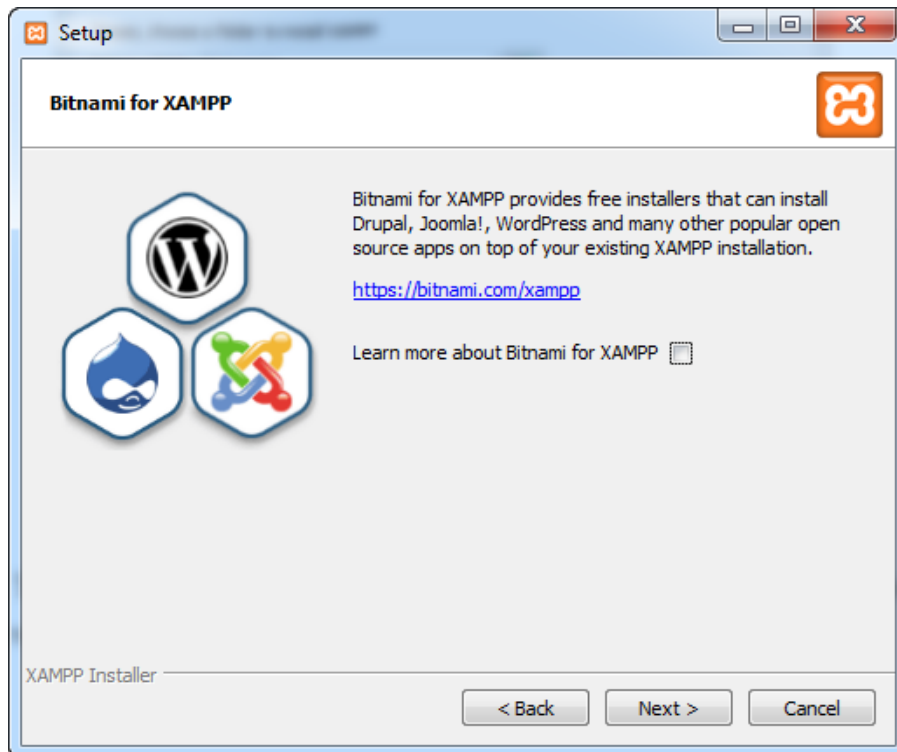 Setup
Bitnami for XAMPP
Bitnami for XAMPP provides free installers that can install
Drupal, Joomla!, WordPress and many other popular open
source apps on top of your existing XAMPP installation.
https://bitnami.com/xampp
Learn more about Bitnami for XAMPP
XAMPP Installer
< Back
Next >
Cancel